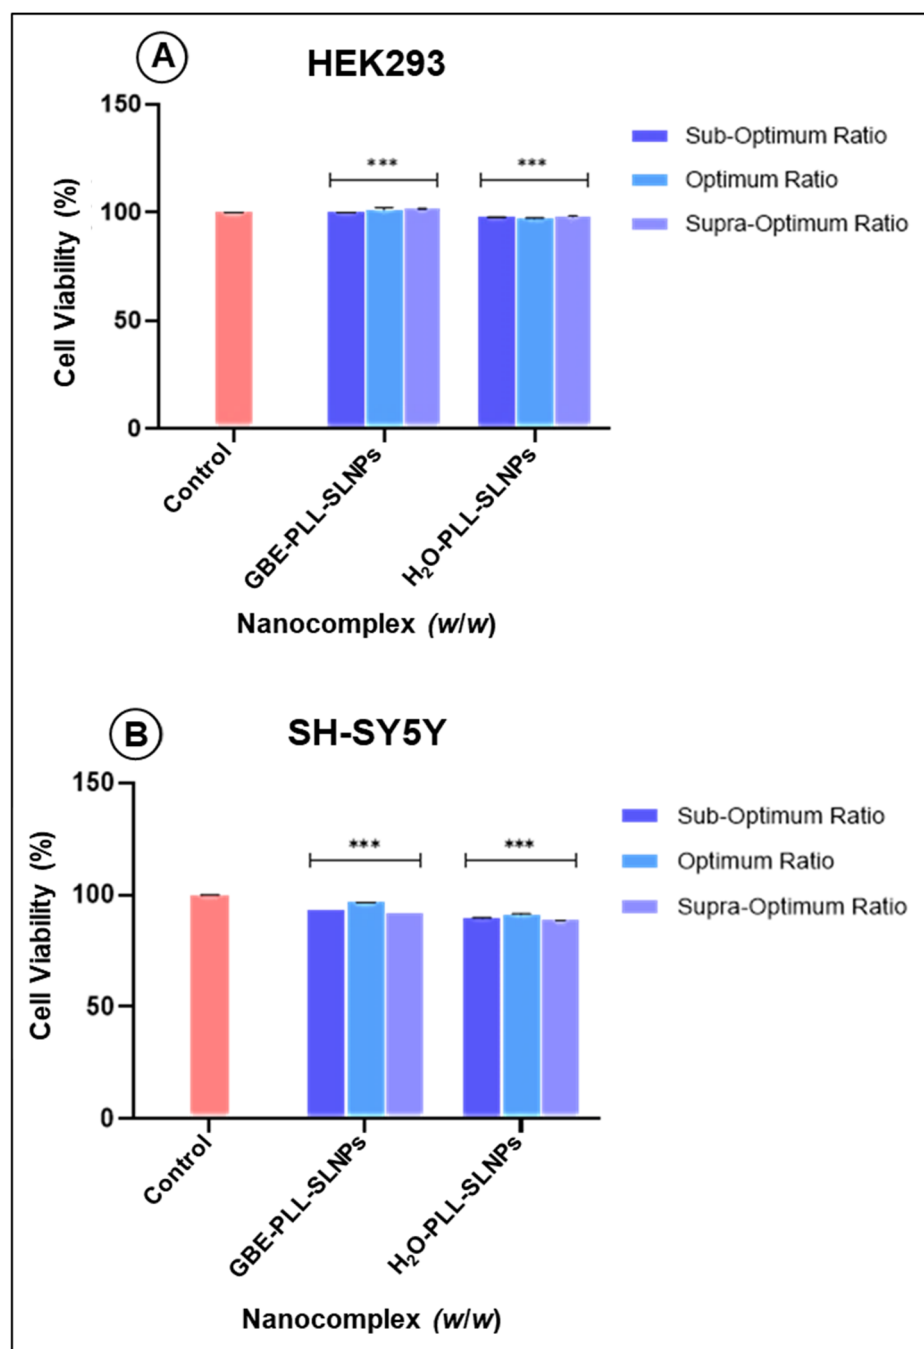 A
HEK293
150
100
50
0
Cell Viability (%)
***
***
Sub-Optimum Ratio
Optimum Ratio
Supra-Optimum Ratio
Control
GBE-PLL-SLNPs
H₂O-PLL-SLNPs
Nanocomplex (w/w)
B
SH-SY5Y
150
100
50
0
Cell Viability (%)
***
***
Sub-Optimum Ratio
Optimum Ratio
Supra-Optimum Ratio
Control
GBE-PLL-SLNPs
H₂O-PLL-SLNPs
Nanocomplex (w/w)